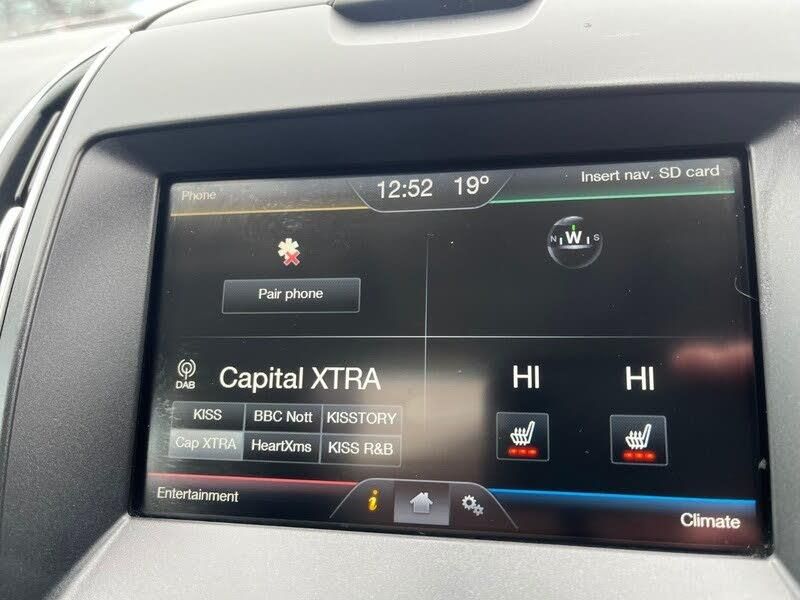 Phone
12:52 19°
Insert nav. SD card
N W S
Pair phone
DAB
Capital XTRA
KISS BBC Nott KISSTORY
Cap XTRA HeartXms KISS R&B
HI HI
Entertainment
i
Climate